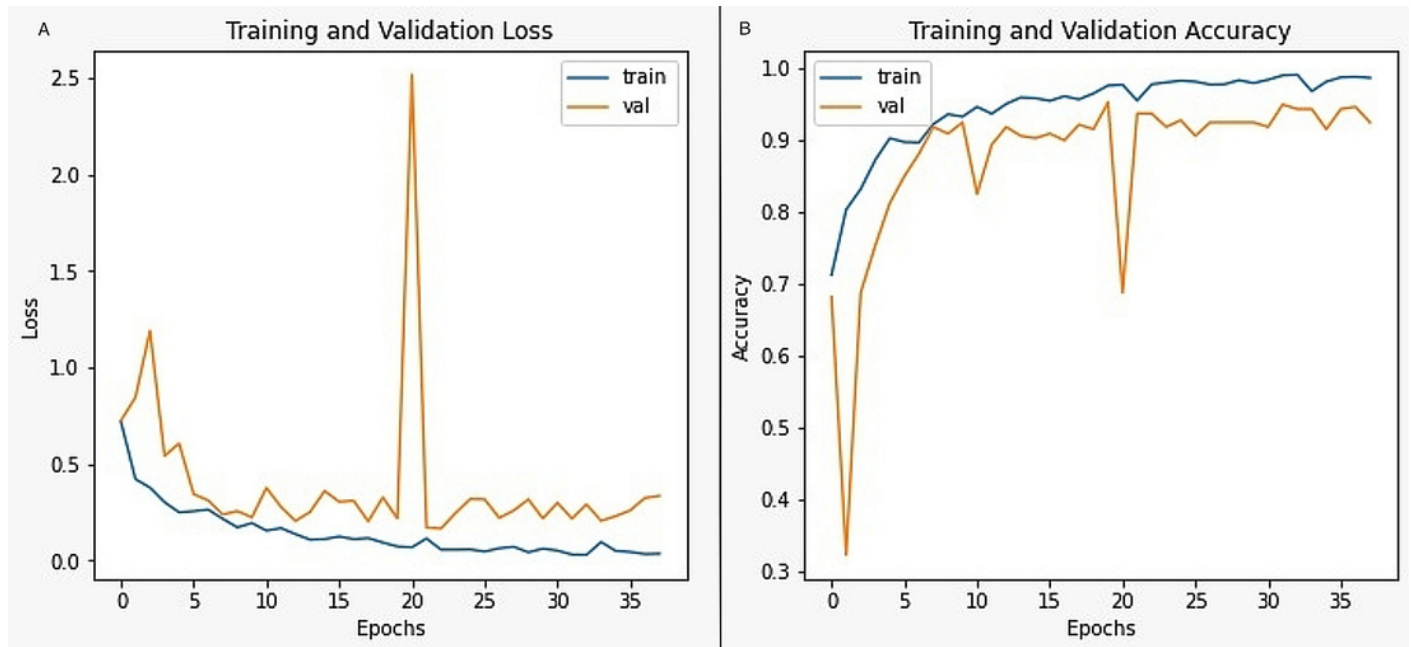 A
Training and Validation Loss
train
val
2.5
2.0
1.5
1.0
0.5
0.0
Loss
0 5 10 15 20 25 30 35
Epochs
B
Training and Validation Accuracy
train
val
1.0
0.9
0.8
0.7
0.6
0.5
0.4
0.3
Accuracy
0 5 10 15 20 25 30 35
Epochs